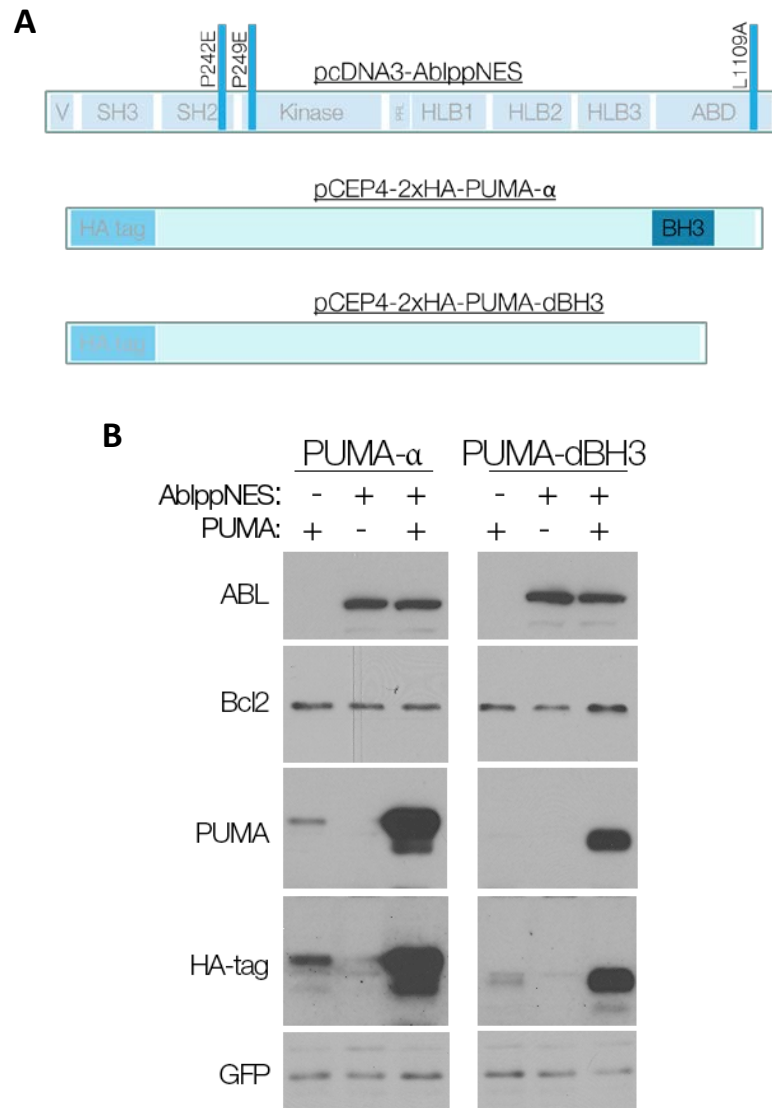 A
P242E
P249E
L1109A
pcDNA3-AblppNES
V SH3 SH2 Kinase PRL HLB1 HLB2 HLB3 ABD
pCEP4-2xHA-PUMA-α
HA tag BH3
pCEP4-2xHA-PUMA-dBH3
HA tag
B
PUMA-α PUMA-dBH3
AblppNES: - + + - + +
PUMA: + - + + - +
ABL
Bcl2
PUMA
HA-tag
GFP